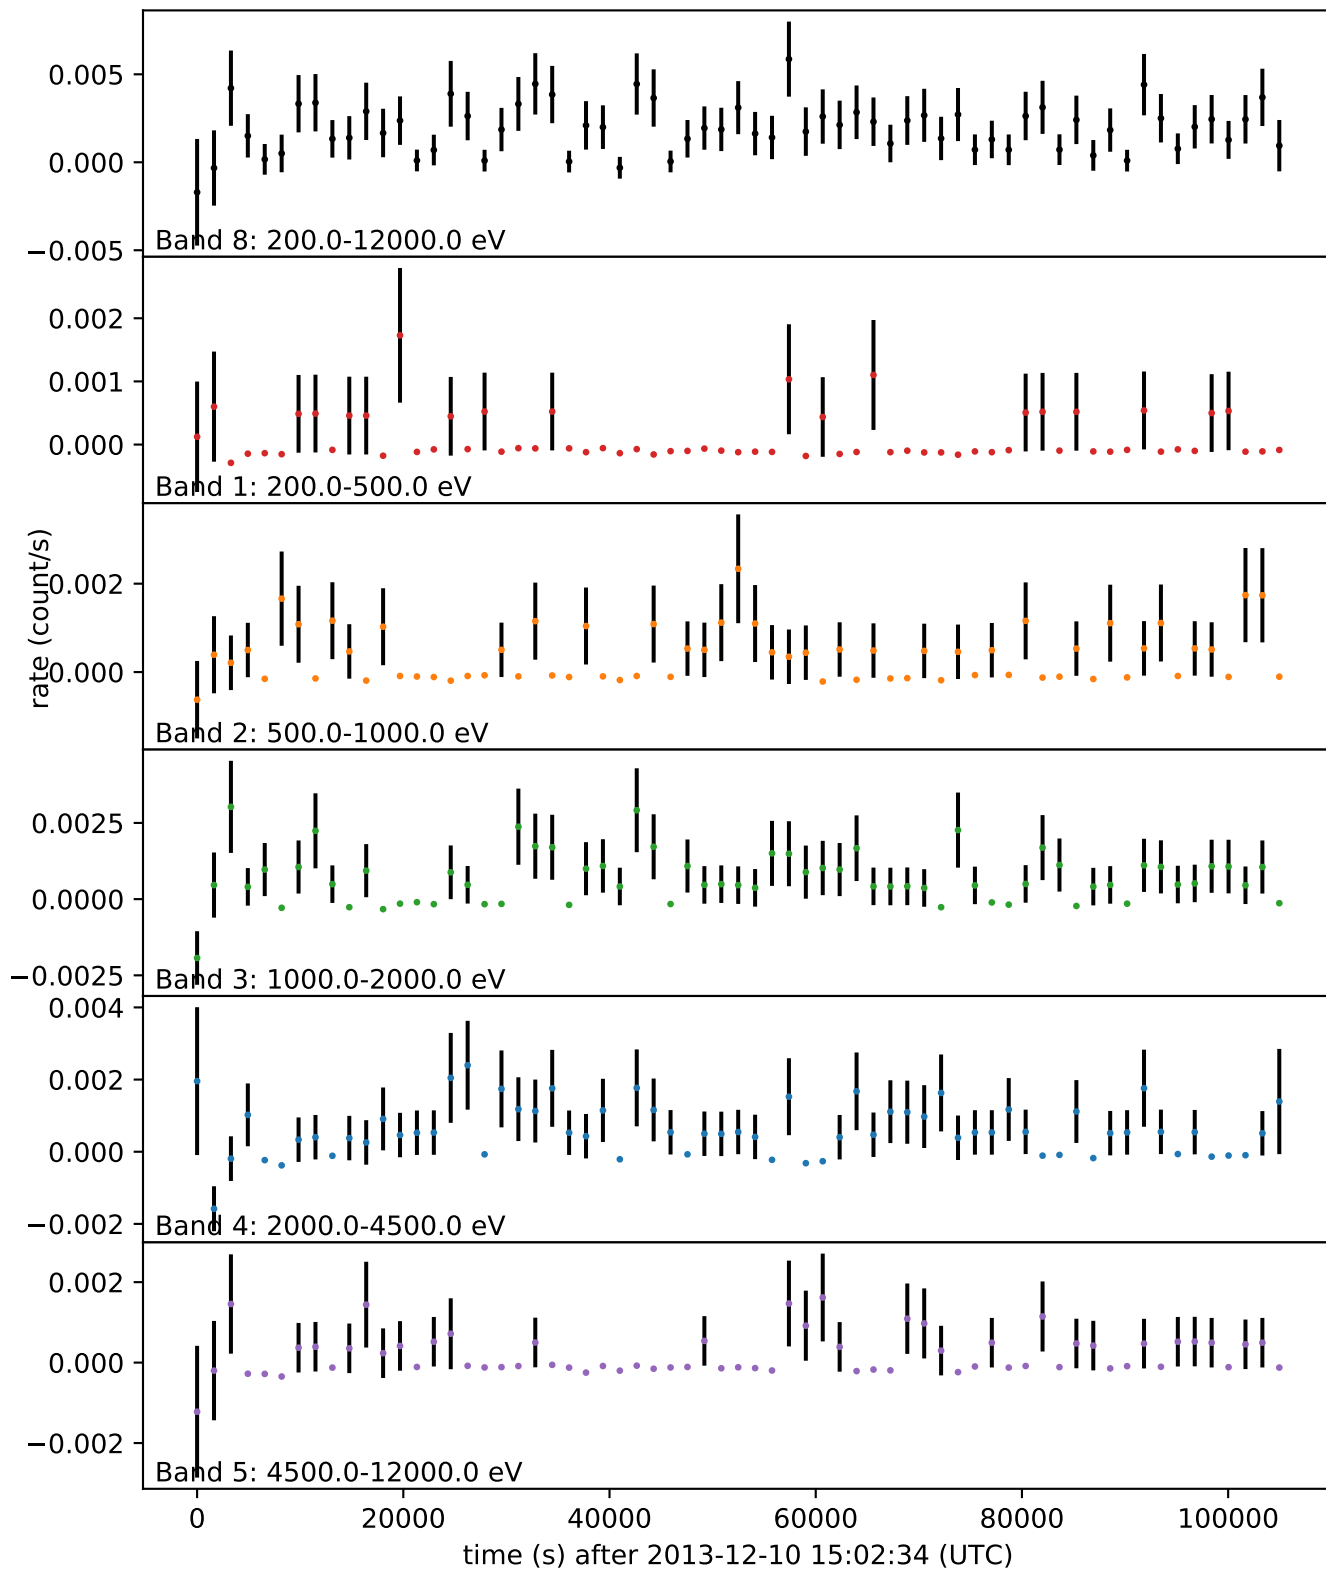 0.005
0.000
−0.005
Band 8: 200.0-12000.0 eV
0.002
0.001
0.000
Band 1: 200.0-500.0 eV
rate (count/s)
0.002
0.000
Band 2: 500.0-1000.0 eV
0.0025
0.0000
−0.0025
Band 3: 1000.0-2000.0 eV
0.004
0.002
0.000
−0.002
Band 4: 2000.0-4500.0 eV
0.002
0.000
−0.002
Band 5: 4500.0-12000.0 eV
0 20000 40000 60000 80000 100000
time (s) after 2013-12-10 15:02:34 (UTC)